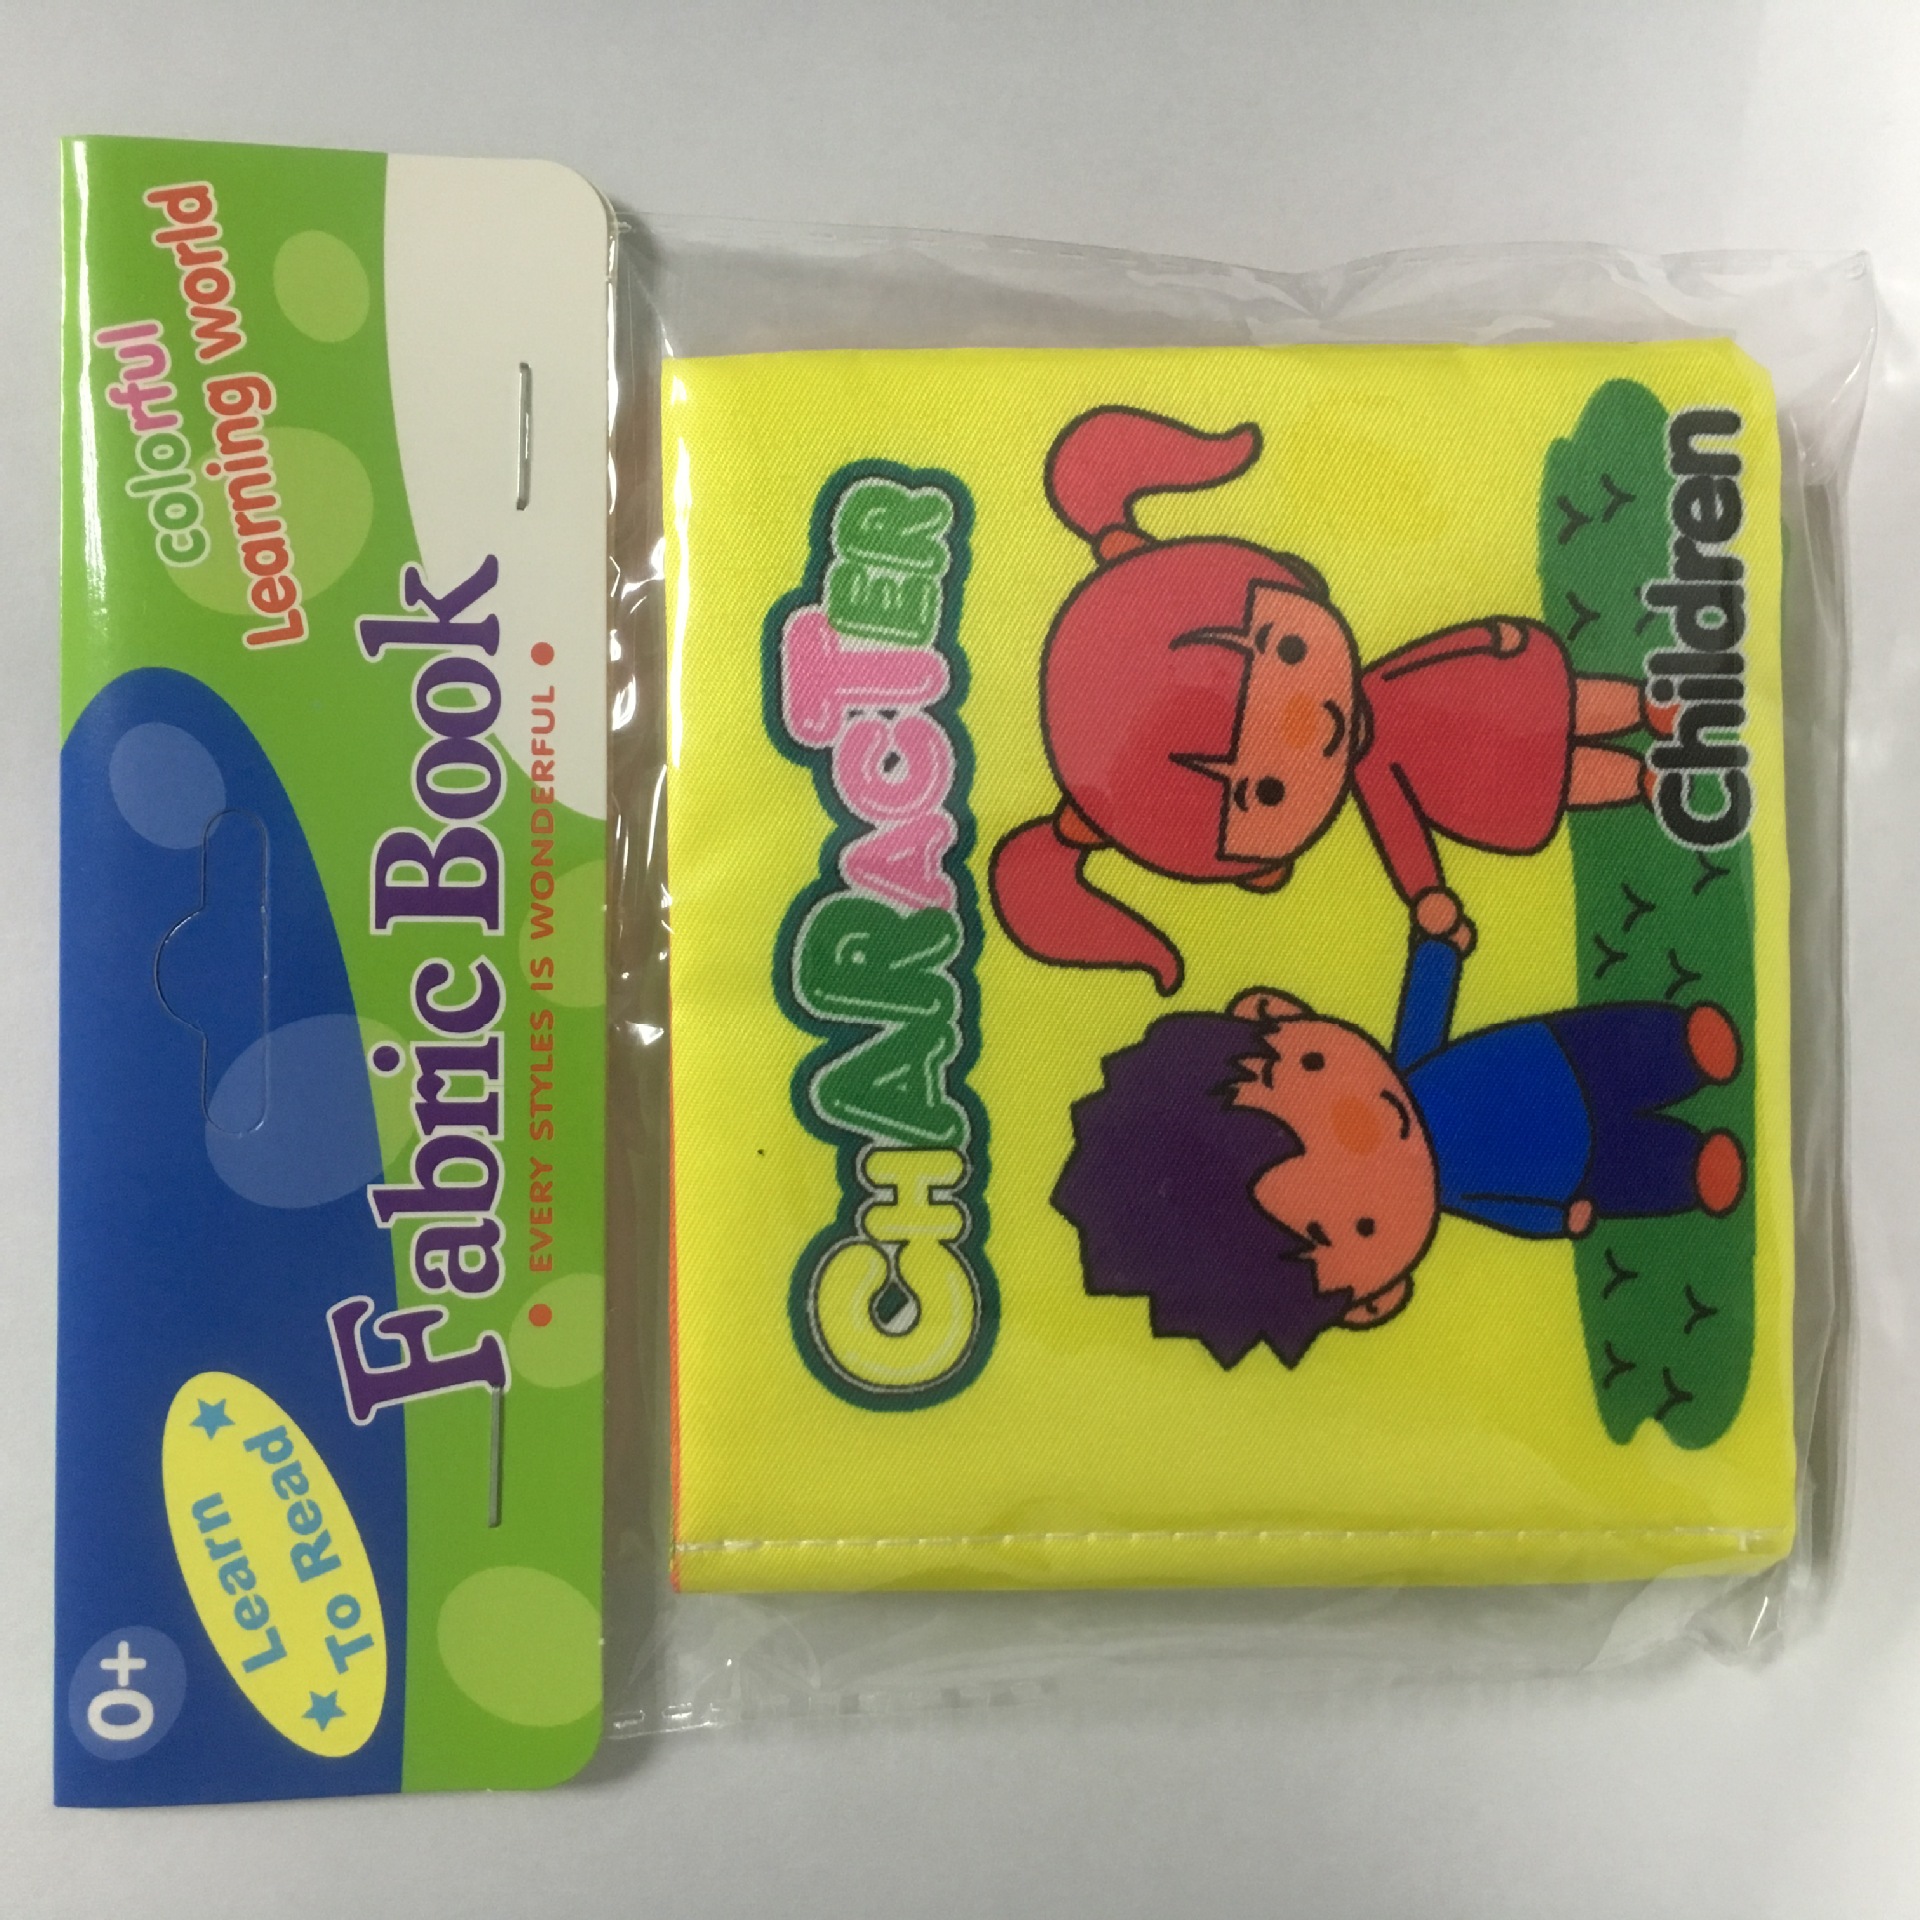 0+
Learn
To Read
colorful
Learning world
Fabric Book
• EVERY STYLES IS WONDERFUL •
CHARACTER
Children